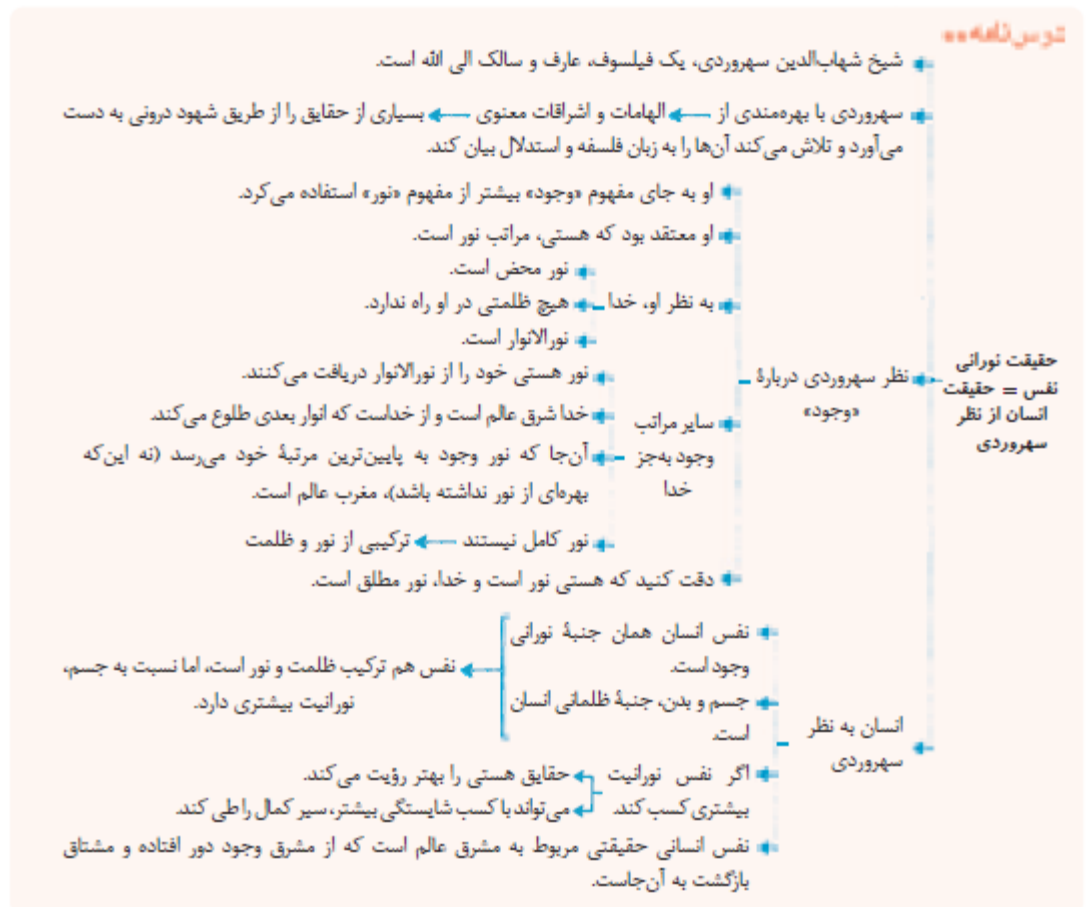 درس‌نامه
شیخ شهاب‌الدین سهروردی، یک فیلسوف، عارف و سالک الی الله است.
سهروردی با بهره‌مندی از ← الهامات و اشراقات معنوی ← بسیاری از حقایق را از طریق شهود درونی به دست
می‌آورد و تلاش می‌کند آن‌ها را به زبان فلسفه و استدلال بیان کند.
حقیقت نورانی
نفس = حقیقت
انسان از نظر
سهروردی
نظر سهروردی دربارهٔ
«وجود»
او به جای مفهوم «وجود» بیشتر از مفهوم «نور» استفاده می‌کرد.
او معتقد بود که هستی، مراتب نور است.
به نظر او، خدا
نور محض است.
هیچ ظلمتی در او راه ندارد.
نورالانوار است.
سایر مراتب
وجود به‌جز
خدا
نور هستی خود را از نورالانوار دریافت می‌کنند.
خدا شرق عالم است و از خداست که انوار بعدی طلوع می‌کند.
آن‌جا که نور وجود به پایین‌ترین مرتبهٔ خود می‌رسد (نه این‌که
بهره‌ای از نور نداشته باشد)، مغرب عالم است.
نور کامل نیستند ← ترکیبی از نور و ظلمت
دقت کنید که هستی نور است و خدا، نور مطلق است.
انسان به نظر
سهروردی
نفس انسان همان جنبهٔ نورانی
وجود است.
جسم و بدن، جنبهٔ ظلمانی انسان
است.
نفس هم ترکیب ظلمت و نور است، اما نسبت به جسم،
نورانیت بیشتری دارد.
اگر نفس نورانیت
بیشتری کسب کند
حقایق هستی را بهتر رؤیت می‌کند.
می‌تواند با کسب شایستگی بیشتر، سیر کمال را طی کند.
نفس انسانی حقیقتی مربوط به مشرق عالم است که از مشرق وجود دور افتاده و مشتاق
بازگشت به آن‌جاست.